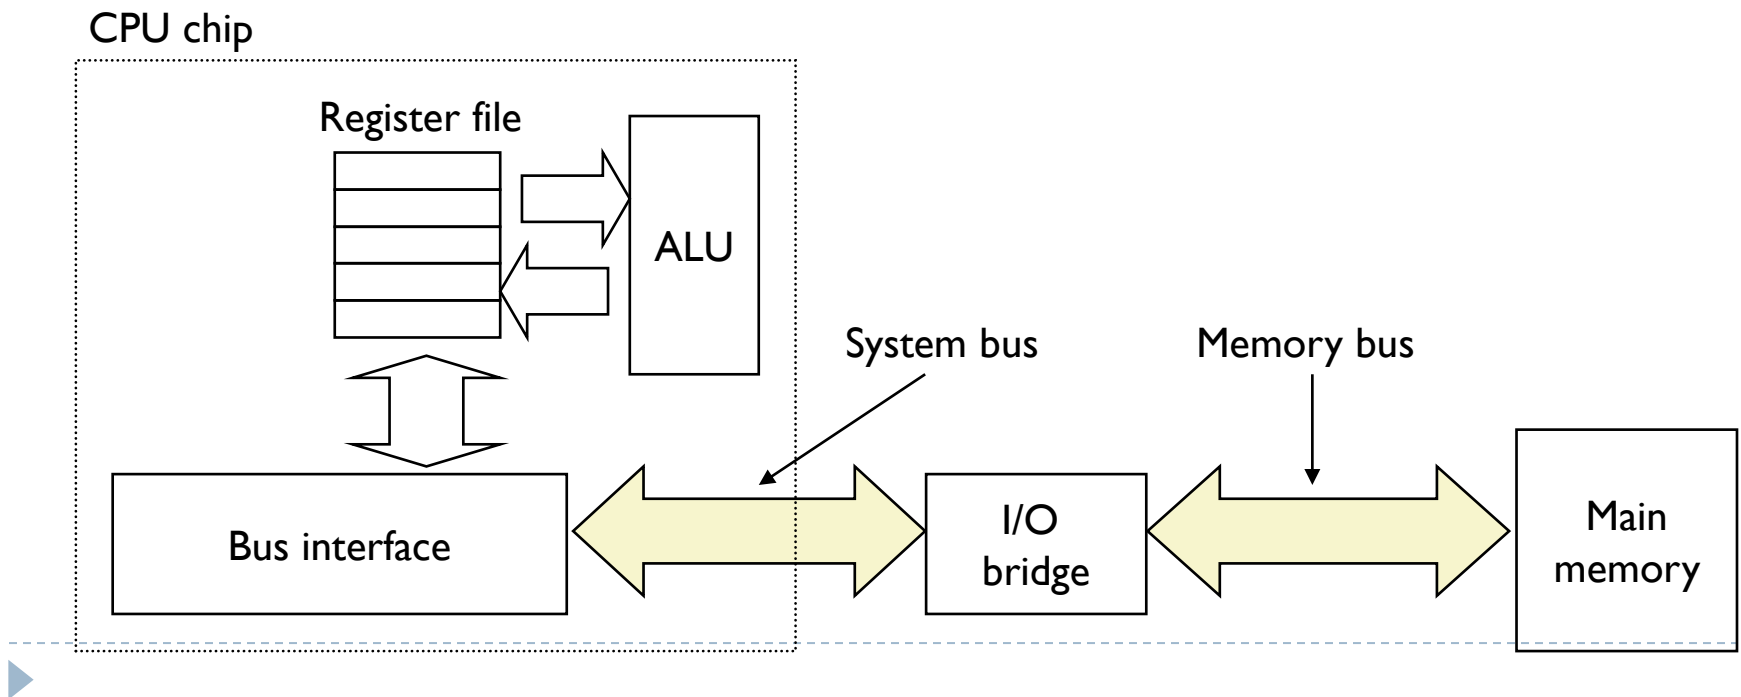 CPU chip
Register file
ALU
System bus
Memory bus
Bus interface
I/O
bridge
Main
memory